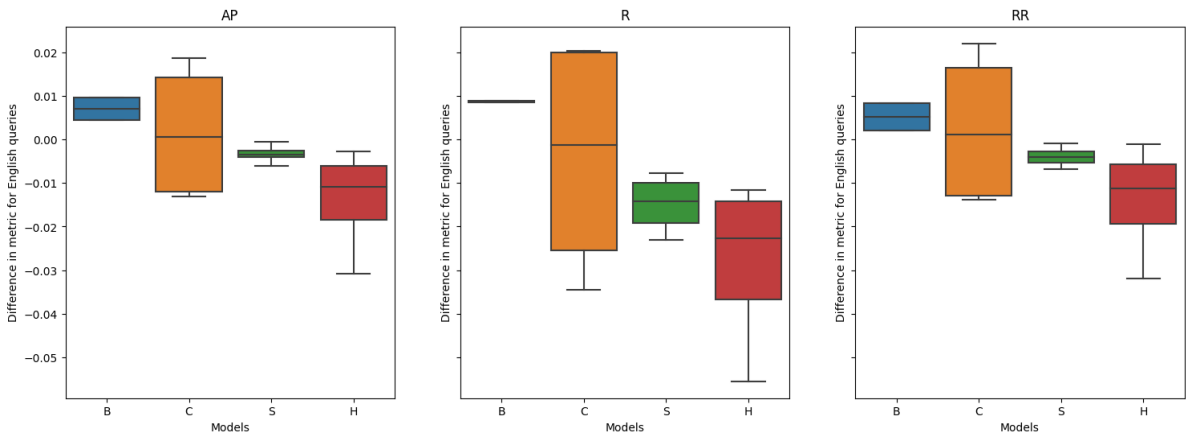 AP
Difference in metric for English queries
0.02
0.01
0.00
−0.01
−0.02
−0.03
−0.04
−0.05
B C S H
Models
R
Difference in metric for English queries
B C S H
Models
RR
Difference in metric for English queries
B C S H
Models